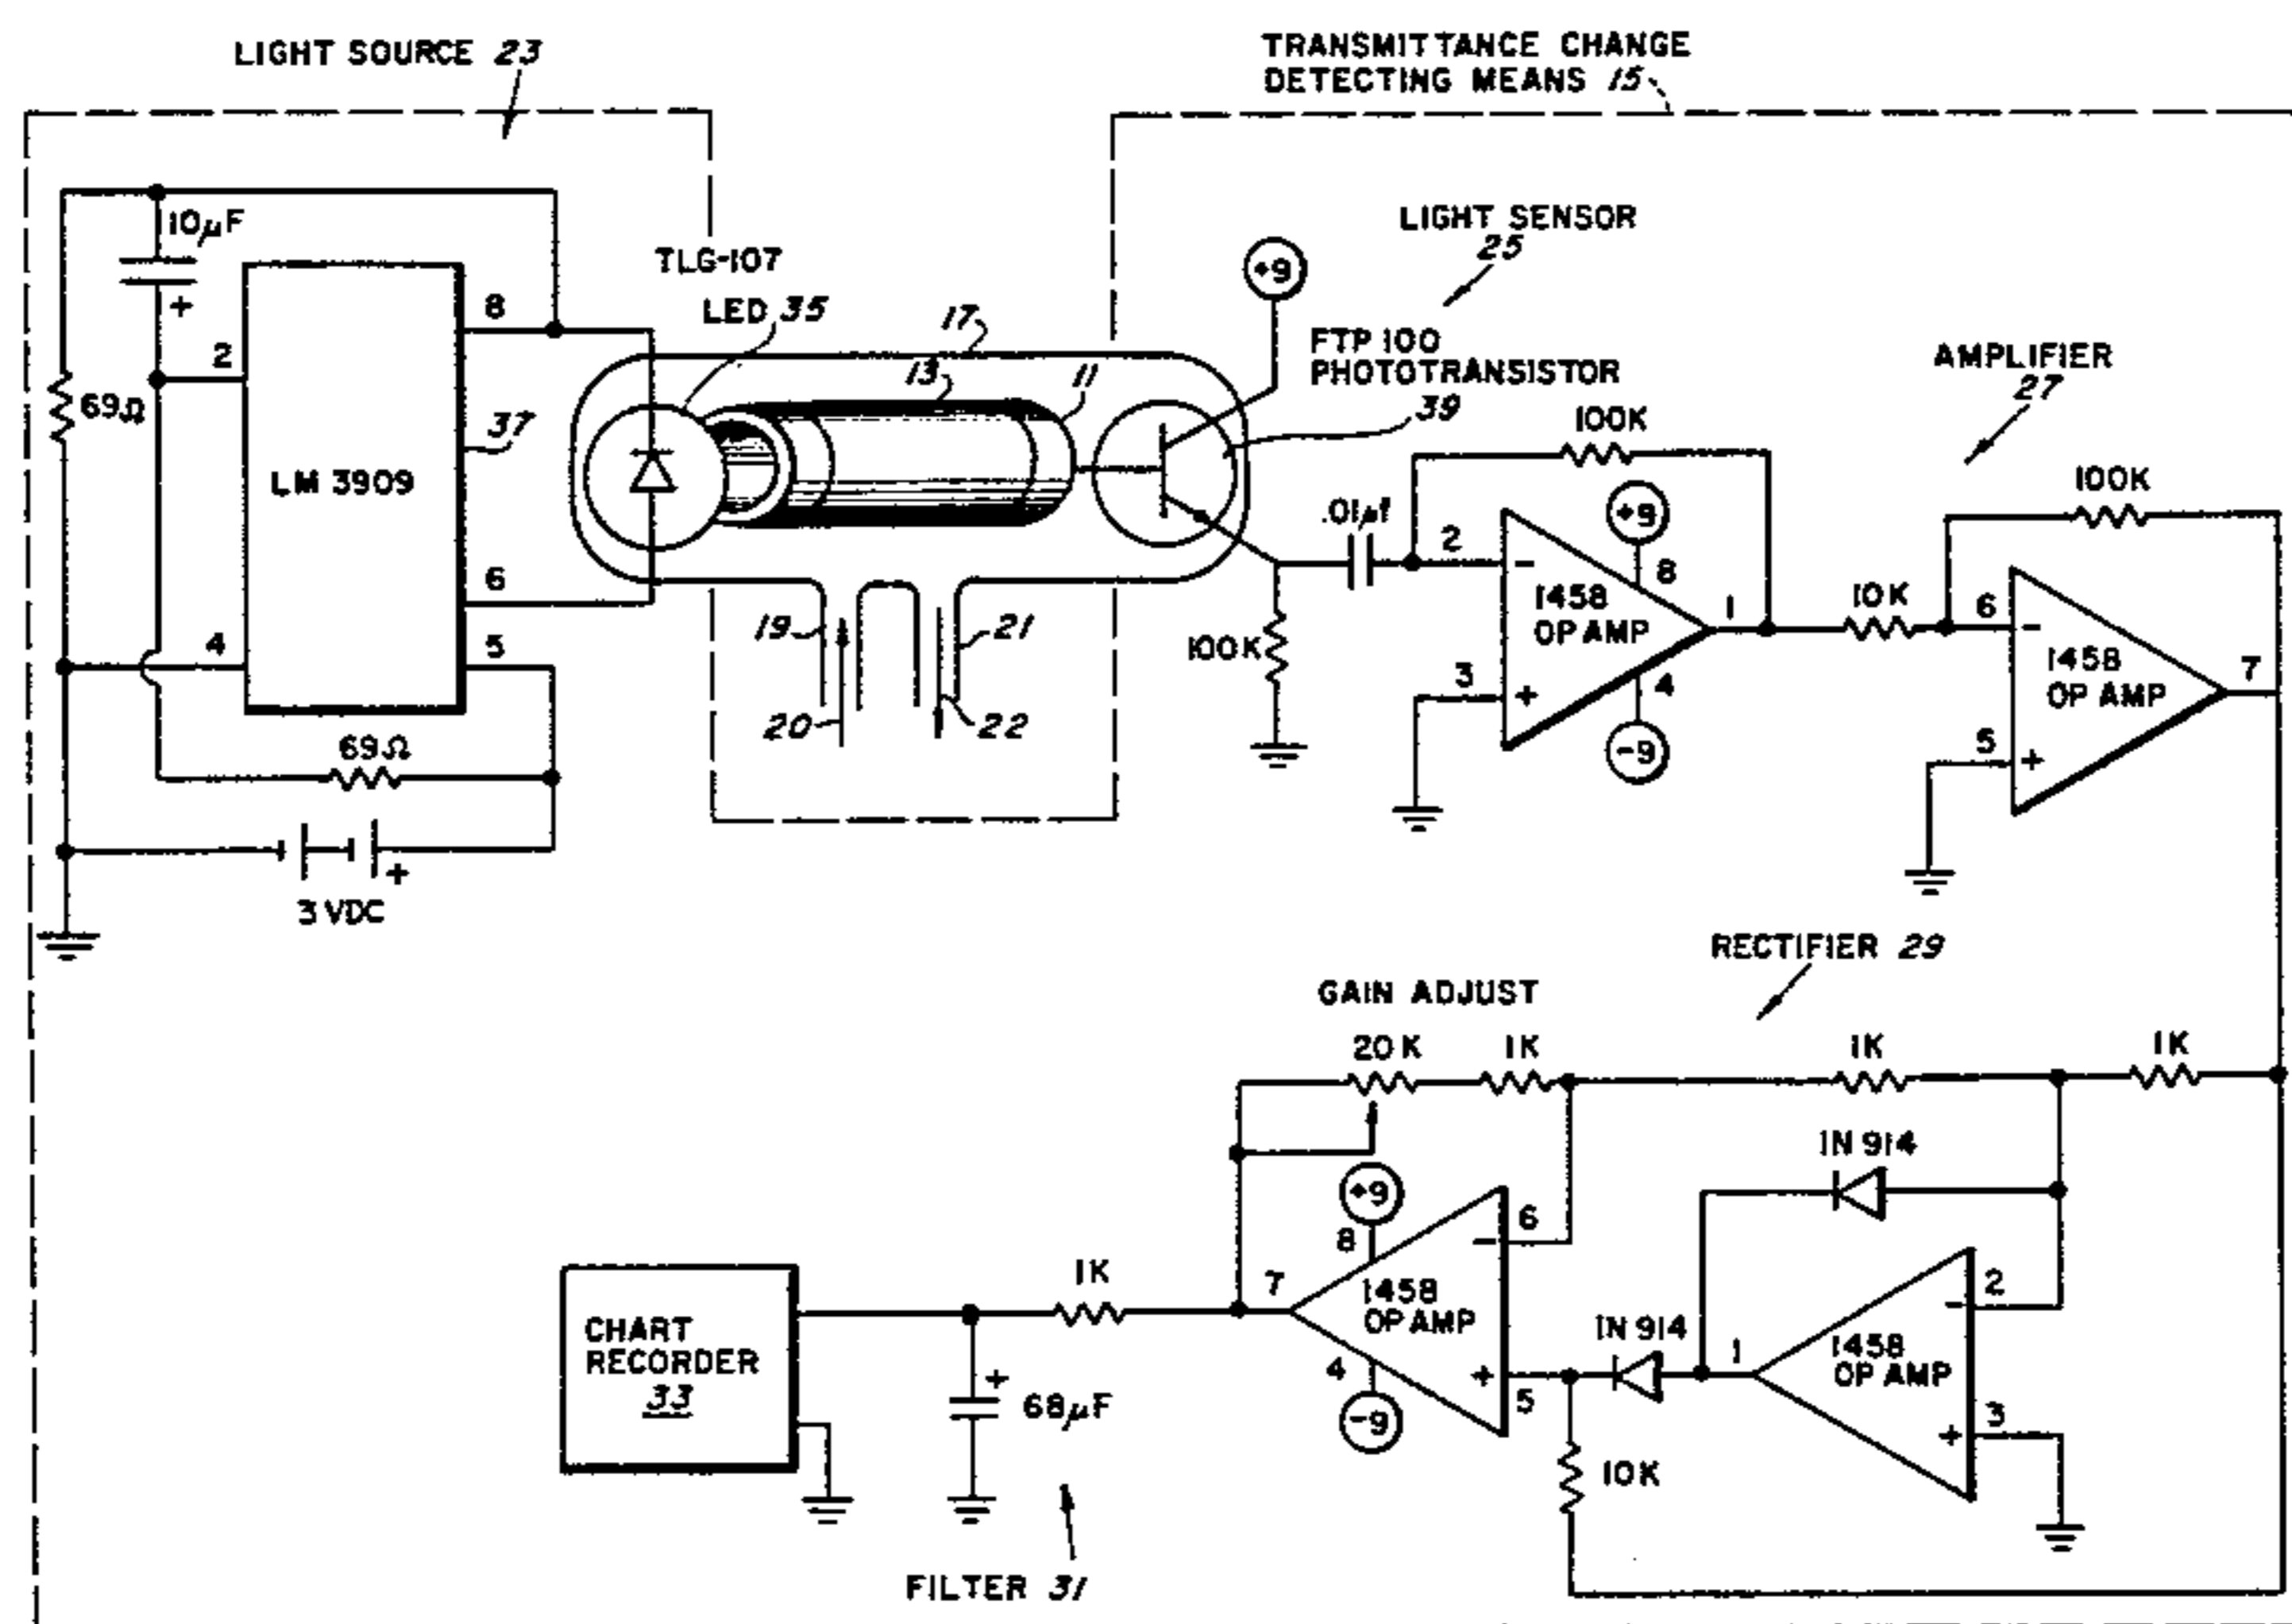 LIGHT SOURCE 23
TRANSMITTANCE CHANGE
DETECTING MEANS 15
10µF
+
2
8
69Ω
LM 3909
37
4
6
5
69Ω
3 VDC
+
TLG-107
LED 35
17
13
11
19
20
21
22
+9
LIGHT SENSOR
25
FTP 100
PHOTOTRANSISTOR
39
100K
.01µf
100K
2
-
3
+
+9
8
1458
OP AMP
1
4
-9
AMPLIFIER
27
100K
10K
6
-
1458
OP AMP
7
5
+
RECTIFIER 29
GAIN ADJUST
20K
1K
1K
1K
1N 914
+9
8
6
-
1458
OP AMP
7
4
-9
+
5
1N 914
1
1458
OP AMP
2
-
3
+
10K
1K
+
68µF
CHART
RECORDER
33
FILTER 31